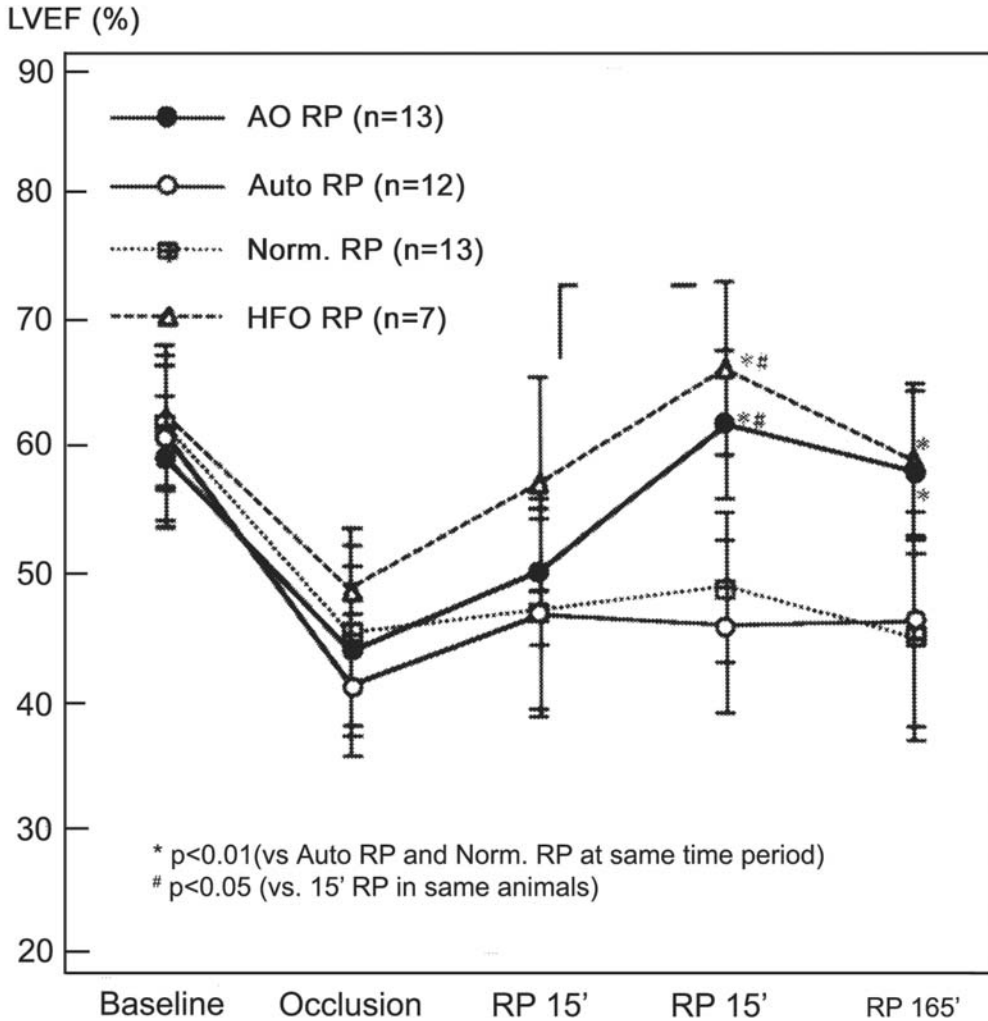 LVEF (%)
90
80
70
60
50
40
30
20
AO RP (n=13)
Auto RP (n=12)
Norm. RP (n=13)
HFO RP (n=7)
*#
*#
*
*
* p<0.01(vs Auto RP and Norm. RP at same time period)
# p<0.05 (vs. 15' RP in same animals)
Baseline Occlusion RP 15' RP 15' RP 165'